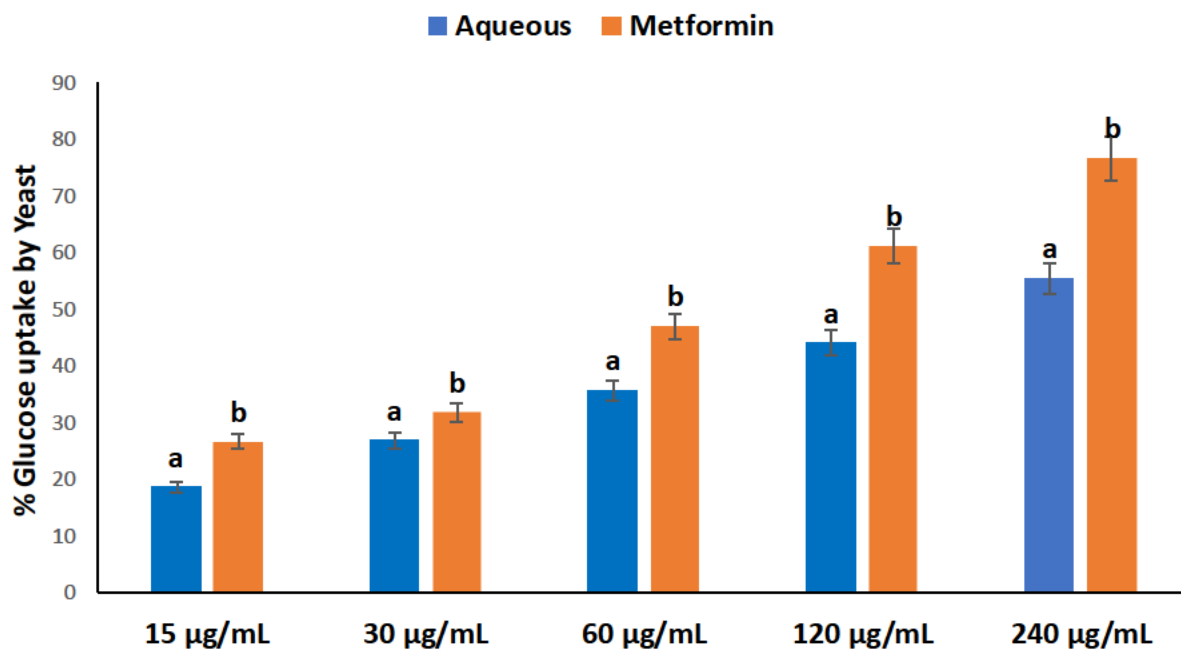 Aqueous Metformin
% Glucose uptake by Yeast
90
80
70
60
50
40
30
20
10
0
a b a b a b a b a b
15 µg/mL 30 µg/mL 60 µg/mL 120 µg/mL 240 µg/mL